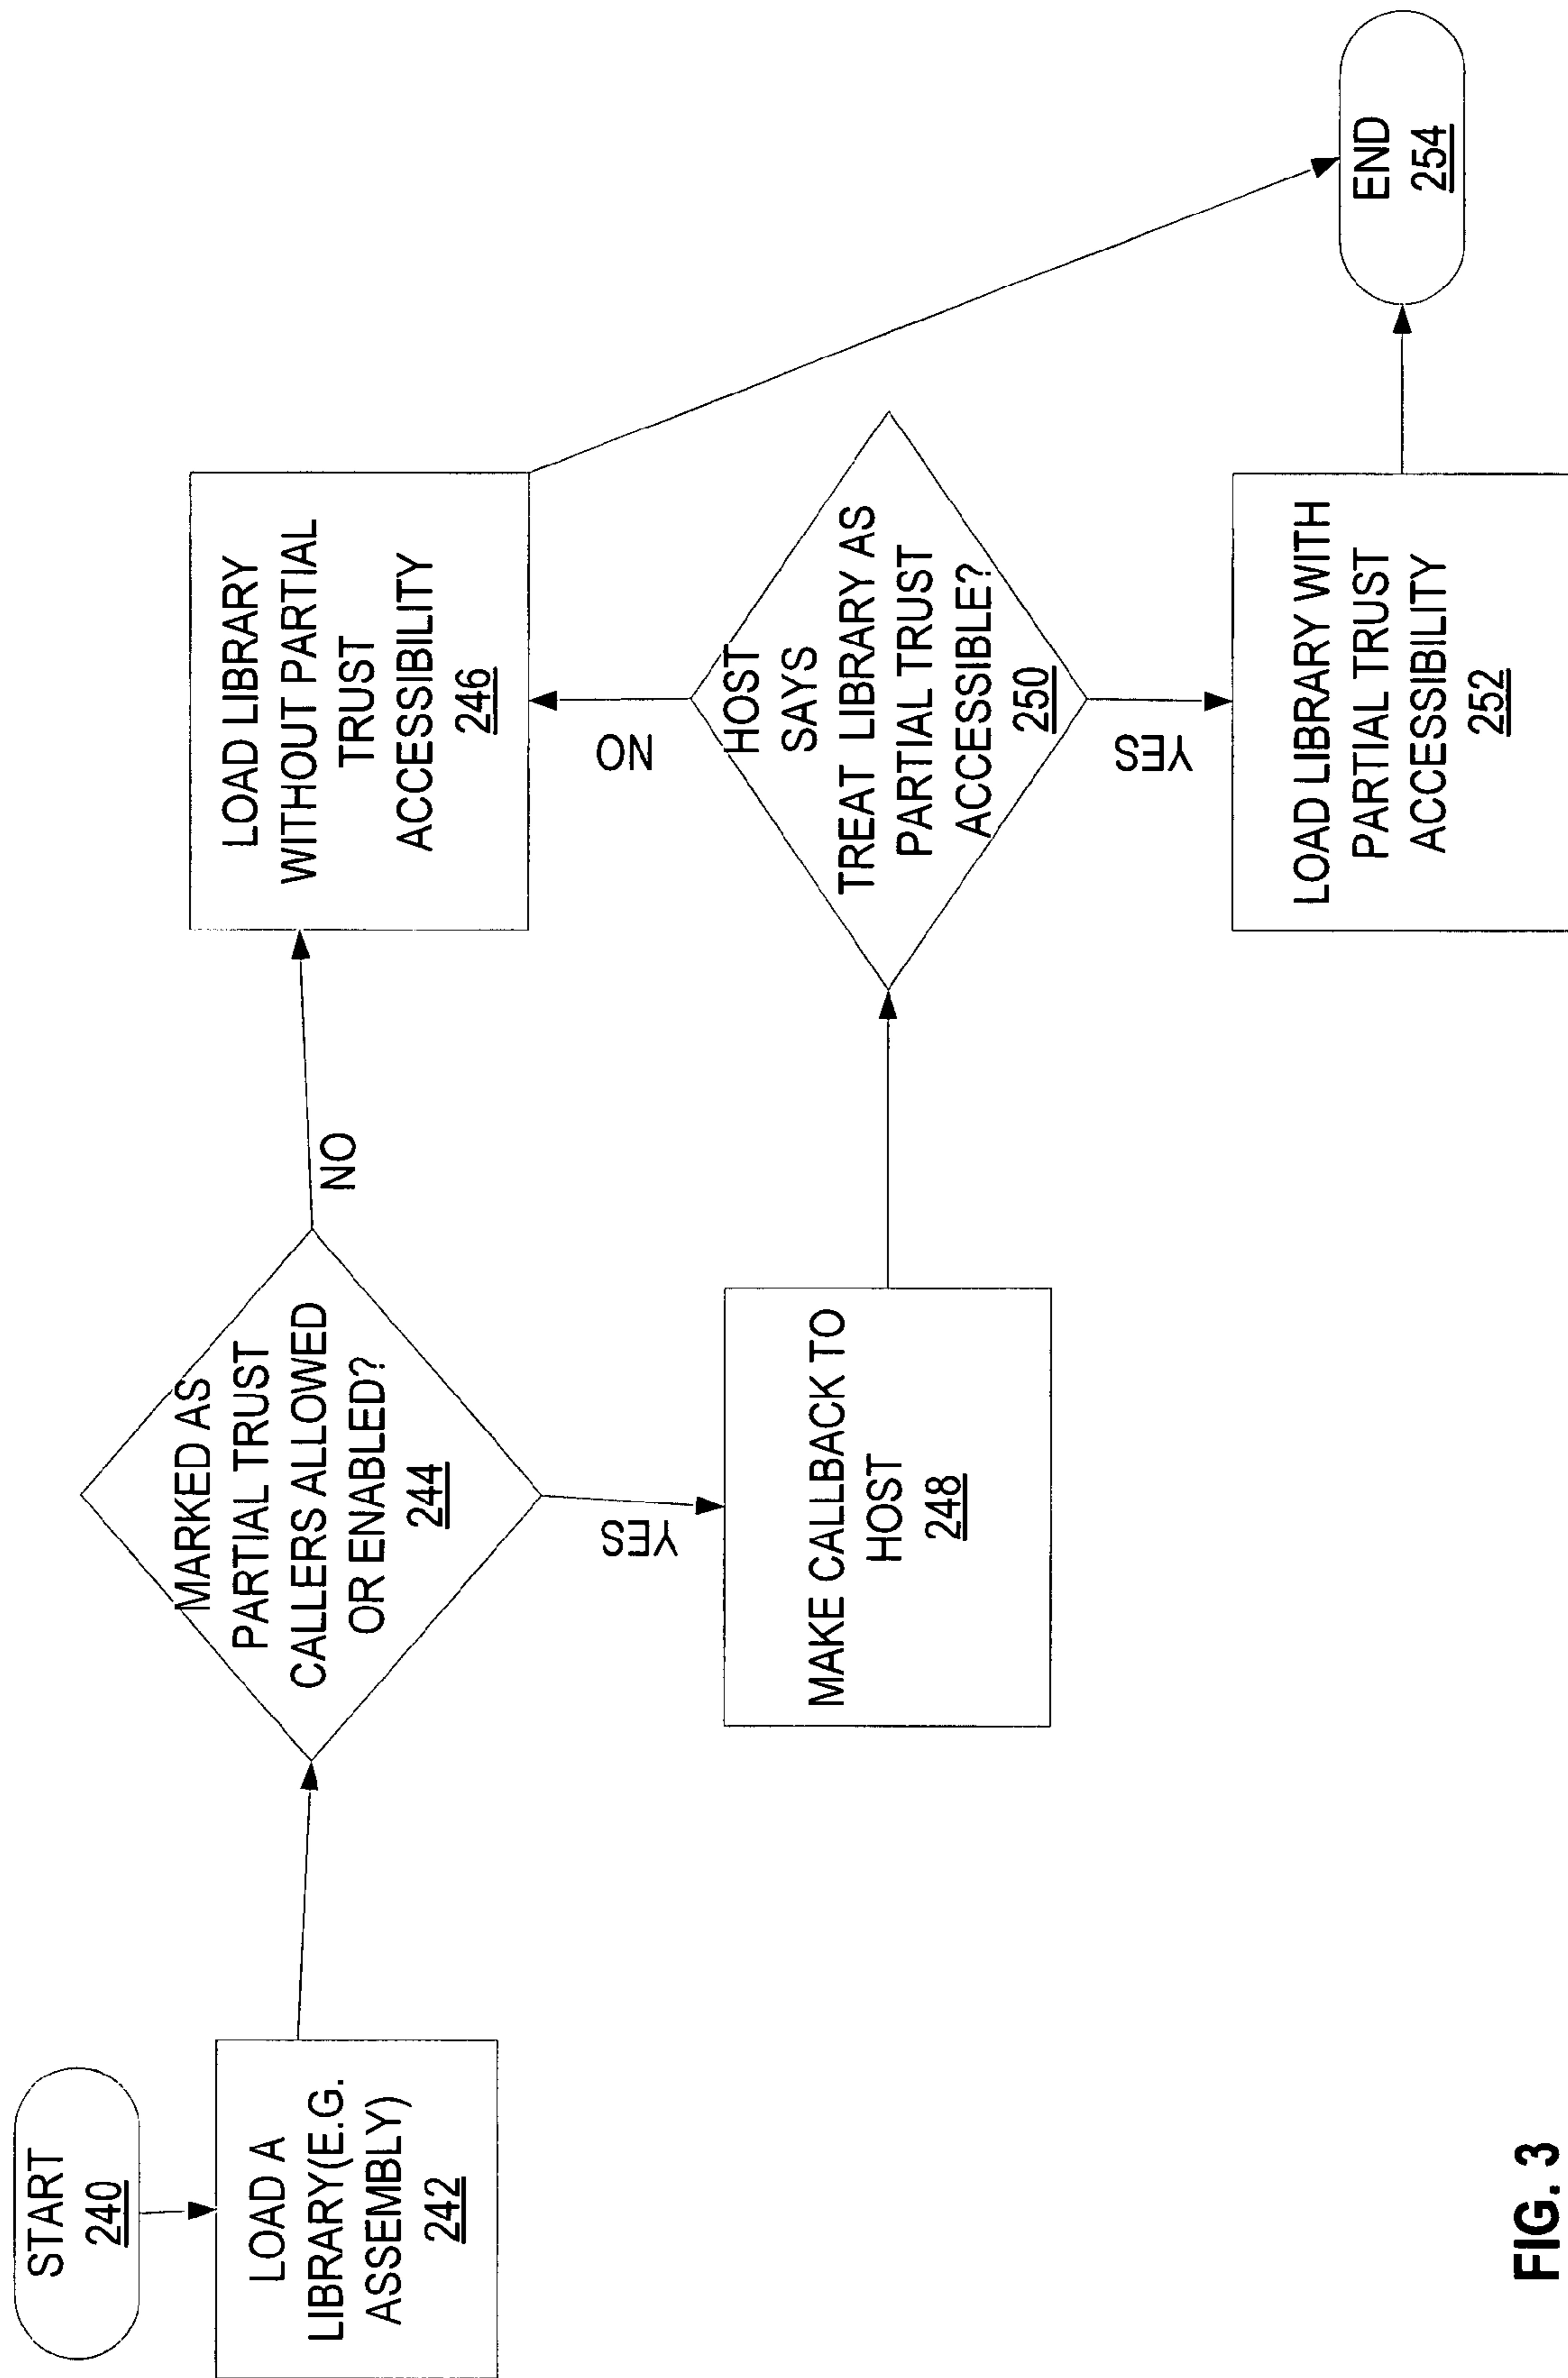 START
240
LOAD A
LIBRARY(E.G.
ASSEMBLY)
242
MARKED AS
PARTIAL TRUST
CALLERS ALLOWED
OR ENABLED?
244
NO
YES
LOAD LIBRARY
WITHOUT PARTIAL
TRUST
ACCESSIBILITY
246
MAKE CALLBACK TO
HOST
248
HOST
SAYS
TREAT LIBRARY AS
PARTIAL TRUST
ACCESSIBLE?
250
NO
YES
LOAD LIBRARY WITH
PARTIAL TRUST
ACCESSIBILITY
252
END
254
FIG. 3